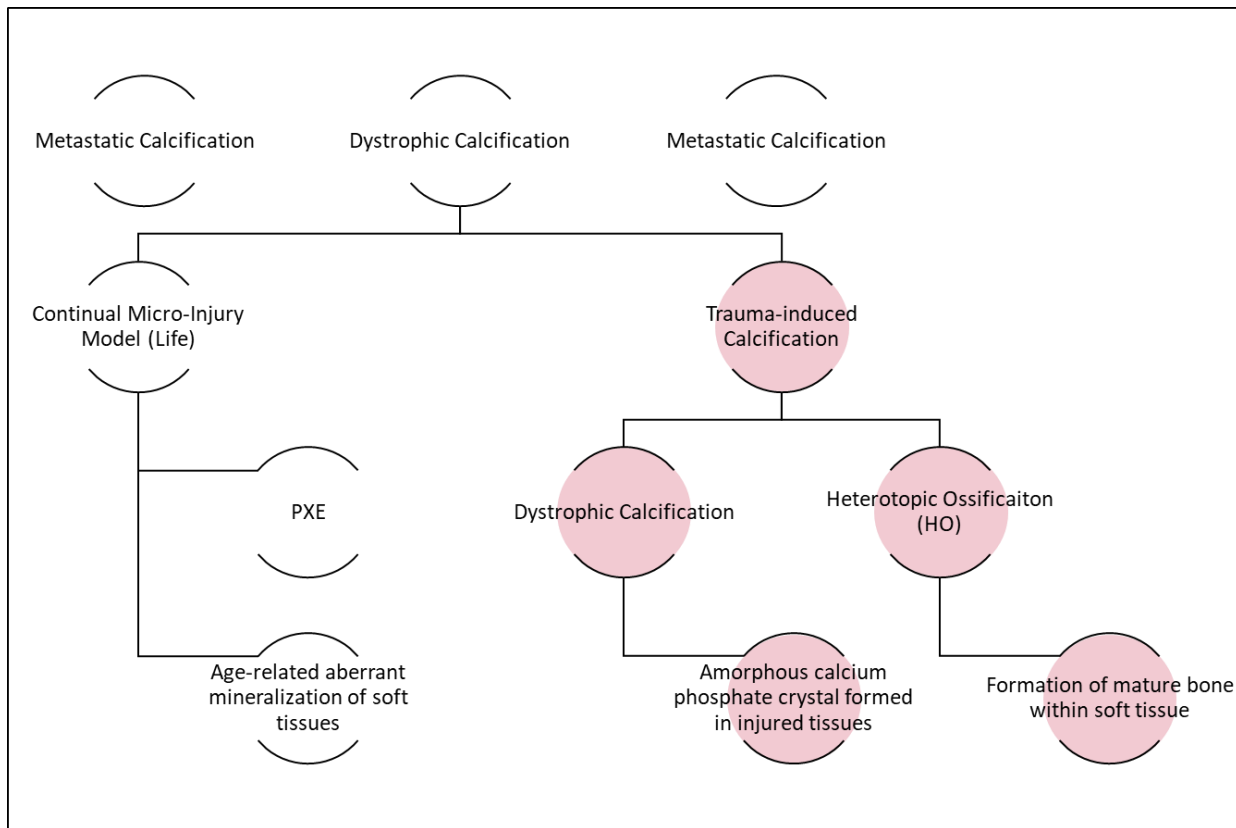 Metastatic Calcification
Dystrophic Calcification
Metastatic Calcification
Continual Micro-Injury
Model (Life)
Trauma-induced
Calcification
PXE
Dystrophic Calcification
Heterotopic Ossificaiton
(HO)
Age-related aberrant
mineralization of soft
tissues
Amorphous calcium
phosphate crystal formed
in injured tissues
Formation of mature bone
within soft tissue